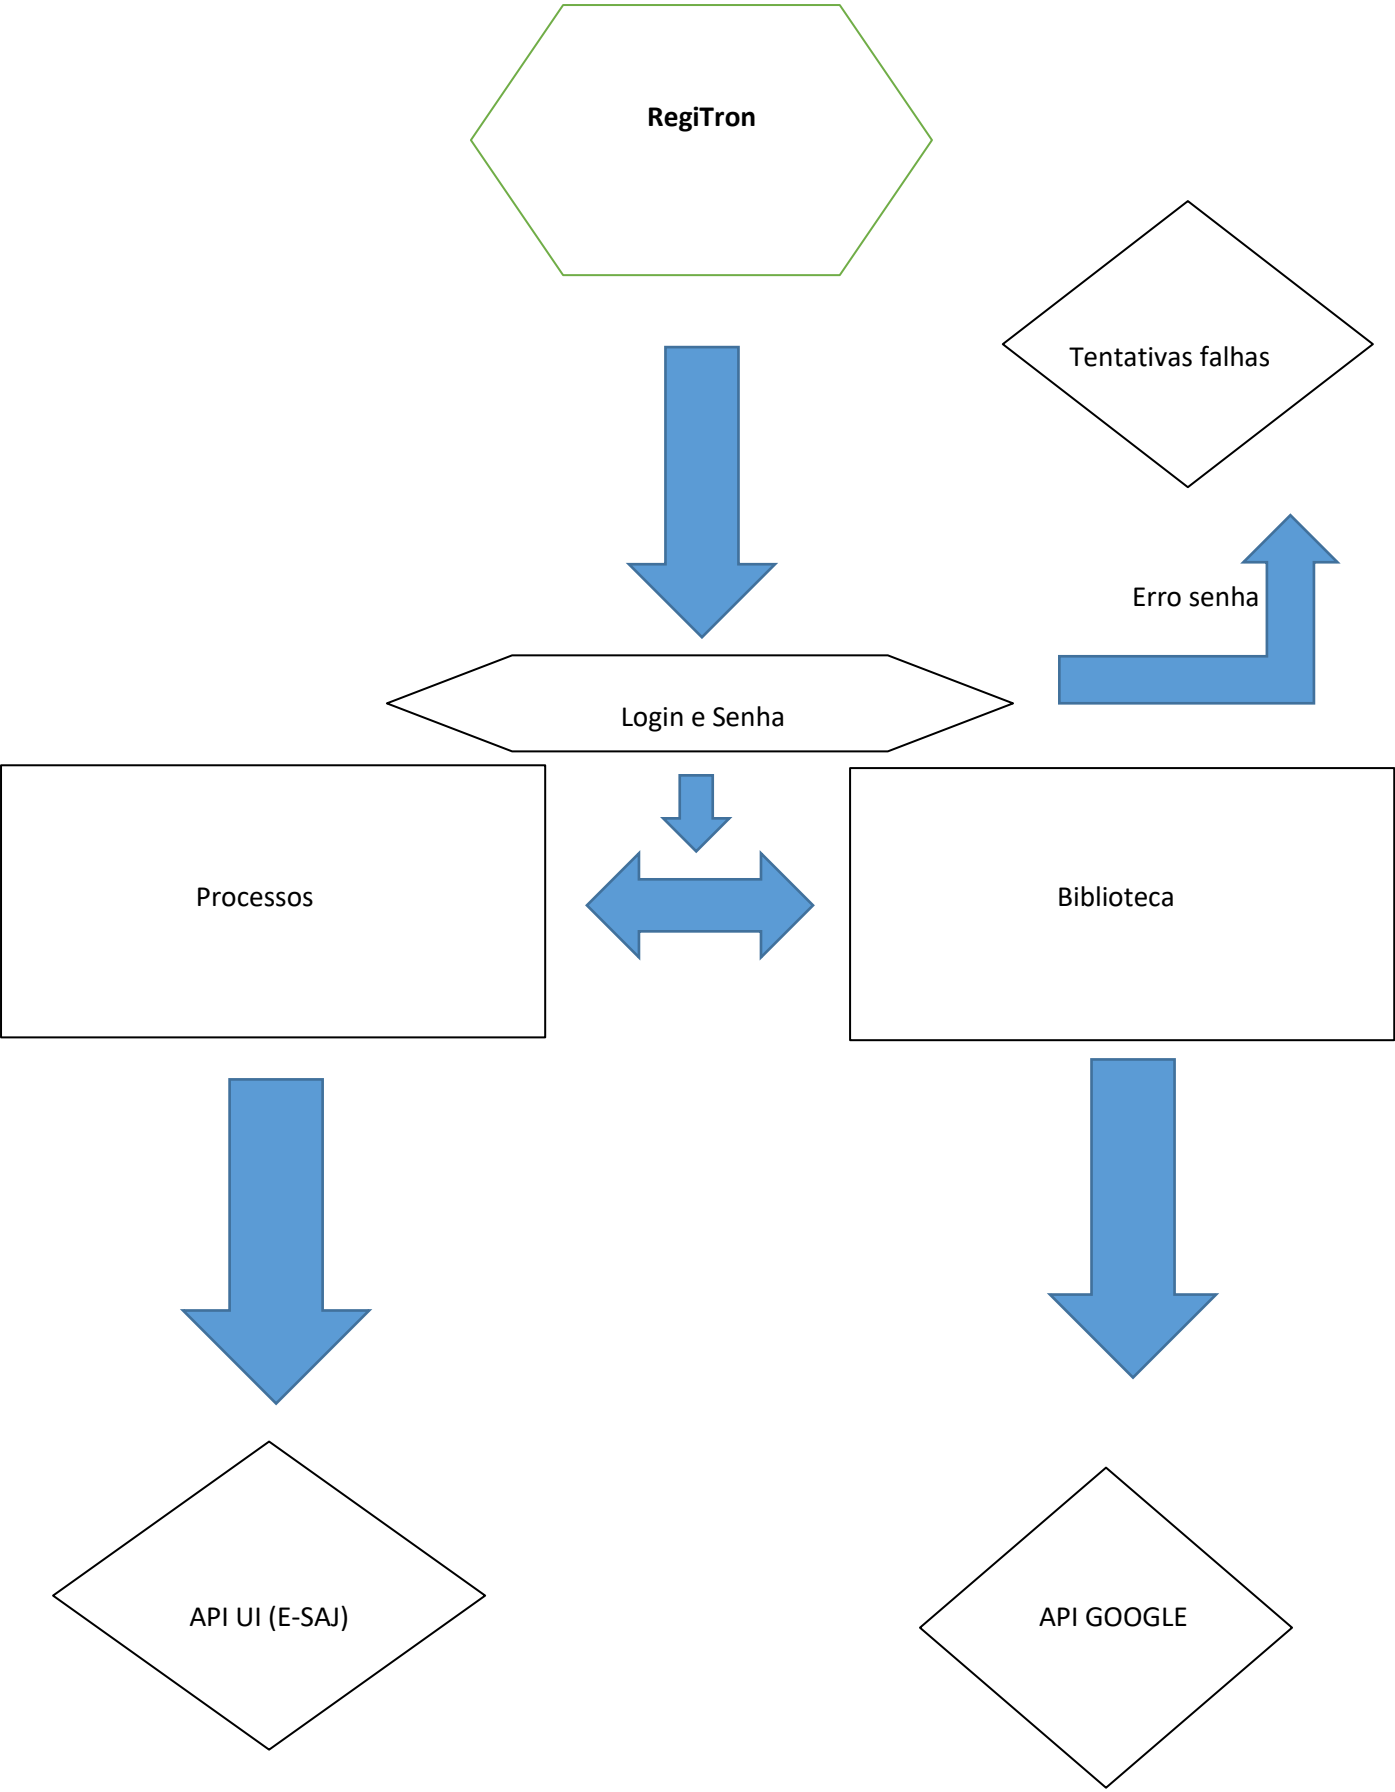 RegiTron
Tentativas falhas
Erro senha
Login e Senha
Processos
Biblioteca
API UI (E-SAJ)
API GOOGLE